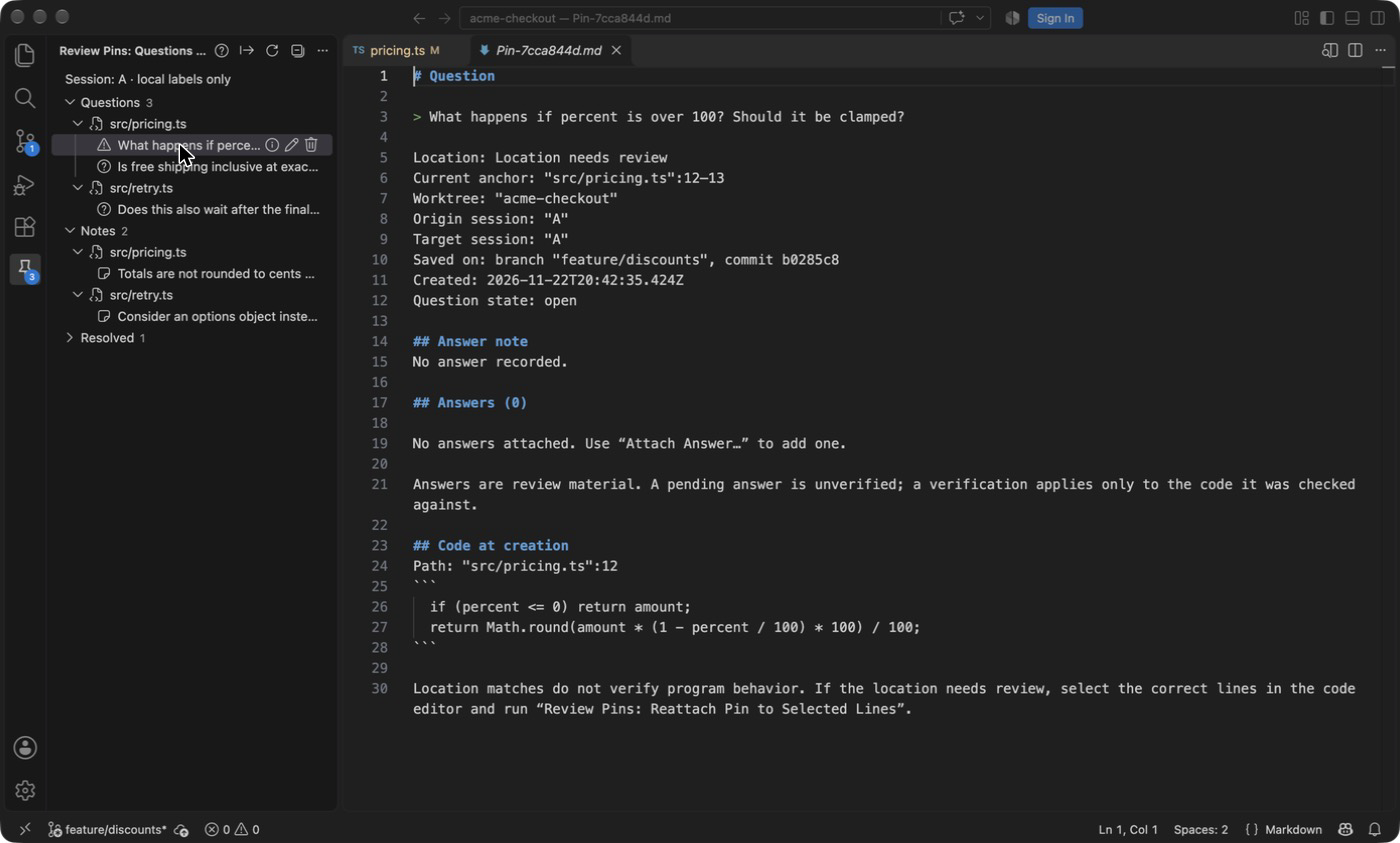 acme-checkout — Pin-7cca844d.md
Sign In
Review Pins: Questions ...
Session: A · local labels only
Questions 3
src/pricing.ts
What happens if perce...
Is free shipping inclusive at exac...
src/retry.ts
Does this also wait after the final...
Notes 2
src/pricing.ts
Totals are not rounded to cents ...
src/retry.ts
Consider an options object inste...
Resolved 1
1
3
TS pricing.ts M
Pin-7cca844d.md
1 # Question
2
3 > What happens if percent is over 100? Should it be clamped?
4
5 Location: Location needs review
6 Current anchor: "src/pricing.ts":12–13
7 Worktree: "acme-checkout"
8 Origin session: "A"
9 Target session: "A"
10 Saved on: branch "feature/discounts", commit b0285c8
11 Created: 2026-11-22T20:42:35.424Z
12 Question state: open
13
14 ## Answer note
15 No answer recorded.
16
17 ## Answers (0)
18
19 No answers attached. Use “Attach Answer…” to add one.
20
21 Answers are review material. A pending answer is unverified; a verification applies only to the code it was checked
against.
22
23 ## Code at creation
24 Path: "src/pricing.ts":12
25 ```
26 if (percent <= 0) return amount;
27 return Math.round(amount * (1 - percent / 100) * 100) / 100;
28 ```
29
30 Location matches do not verify program behavior. If the location needs review, select the correct lines in the code
editor and run “Review Pins: Reattach Pin to Selected Lines”.
feature/discounts* 0 0
Ln 1, Col 1 Spaces: 2 { } Markdown